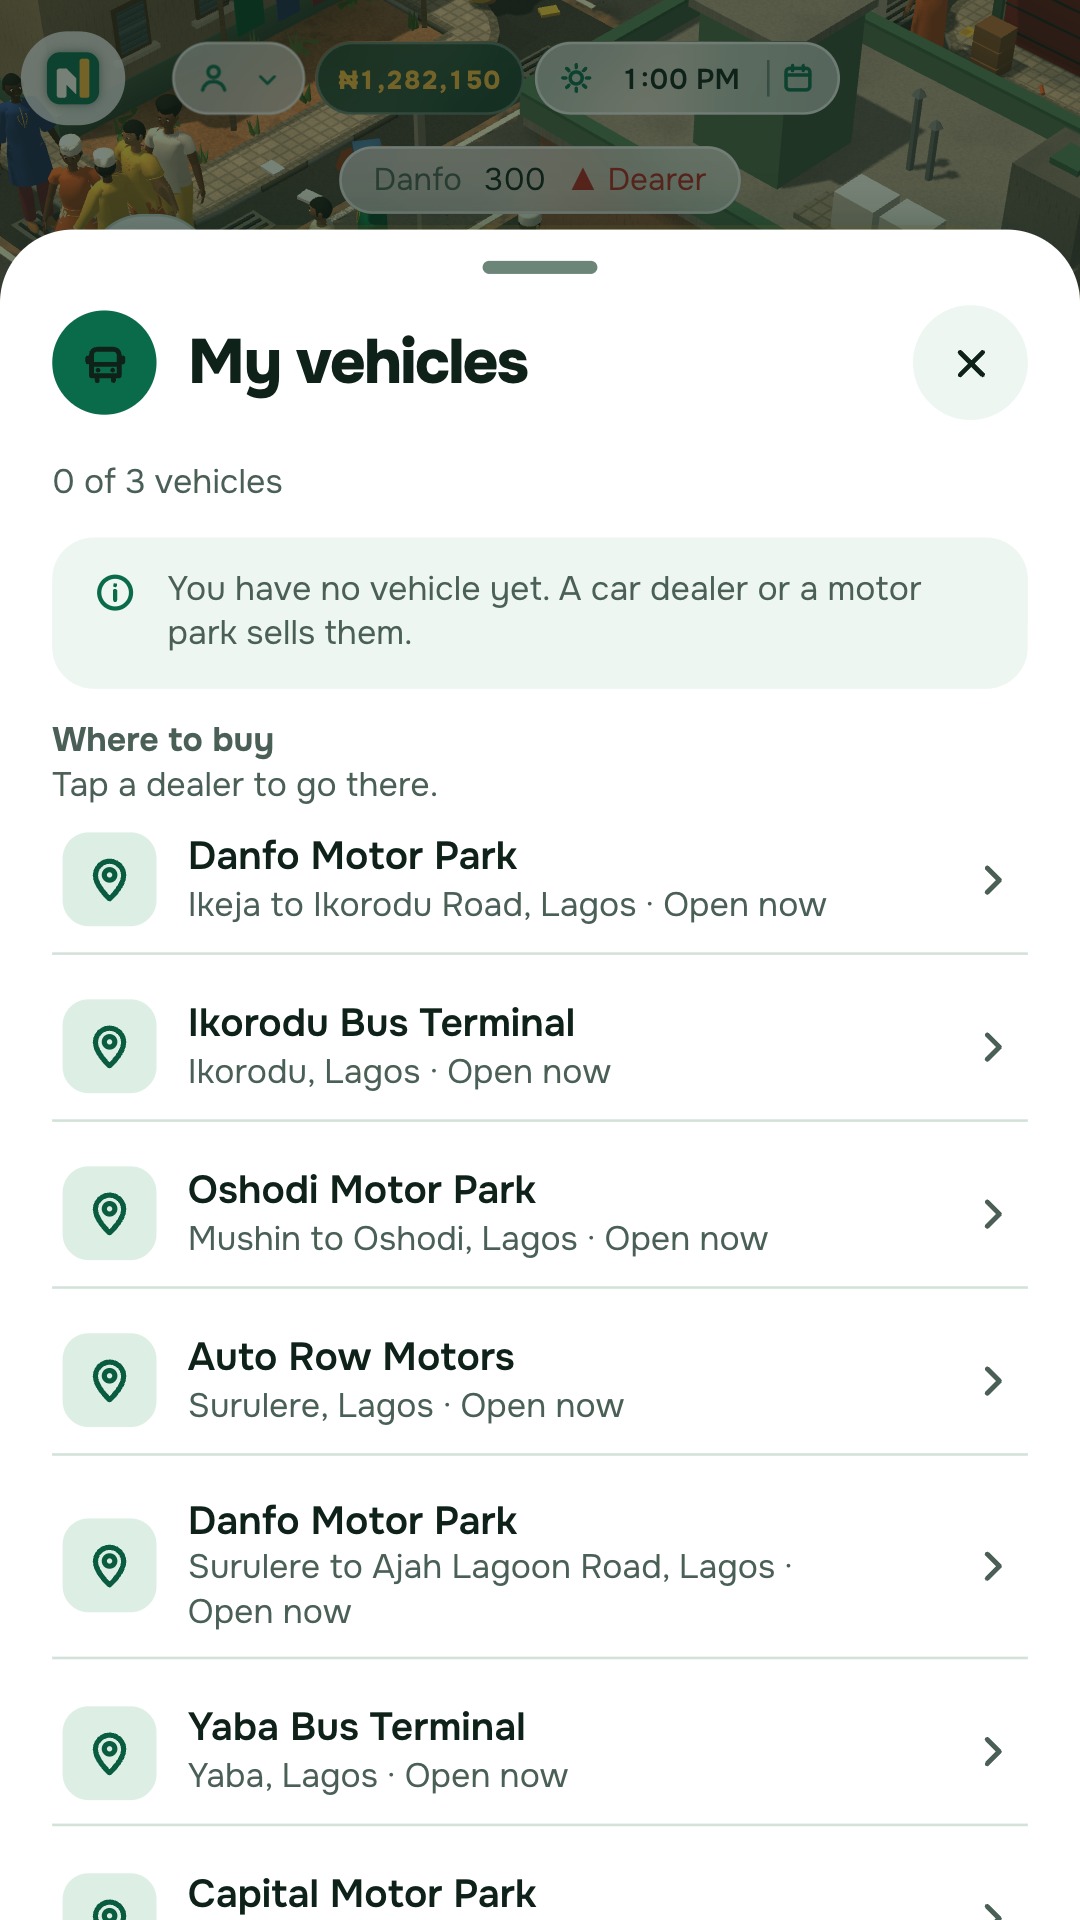 ₦1,282,150
1:00 PM
Danfo 300 ▲ Dearer
My vehicles
0 of 3 vehicles
You have no vehicle yet. A car dealer or a motor
park sells them.
Where to buy
Tap a dealer to go there.
Danfo Motor Park
Ikeja to Ikorodu Road, Lagos · Open now
Ikorodu Bus Terminal
Ikorodu, Lagos · Open now
Oshodi Motor Park
Mushin to Oshodi, Lagos · Open now
Auto Row Motors
Surulere, Lagos · Open now
Danfo Motor Park
Surulere to Ajah Lagoon Road, Lagos ·
Open now
Yaba Bus Terminal
Yaba, Lagos · Open now
Capital Motor Park